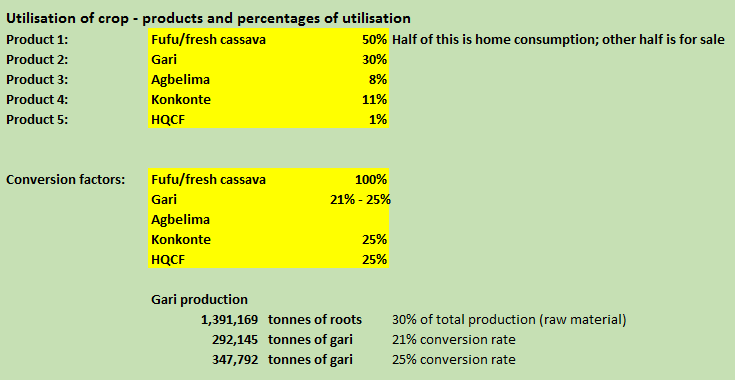 Utilisation of crop - products and percentages of utilisation
Product 1: Fufu/fresh cassava 50% Half of this is home consumption; other half is for sale
Product 2: Gari 30%
Product 3: Agbelima 8%
Product 4: Konkonte 11%
Product 5: HQCF 1%
Conversion factors: Fufu/fresh cassava 100%
Gari 21% - 25%
Agbelima
Konkonte 25%
HQCF 25%
Gari production
1,391,169 tonnes of roots 30% of total production (raw material)
292,145 tonnes of gari 21% conversion rate
347,792 tonnes of gari 25% conversion rate